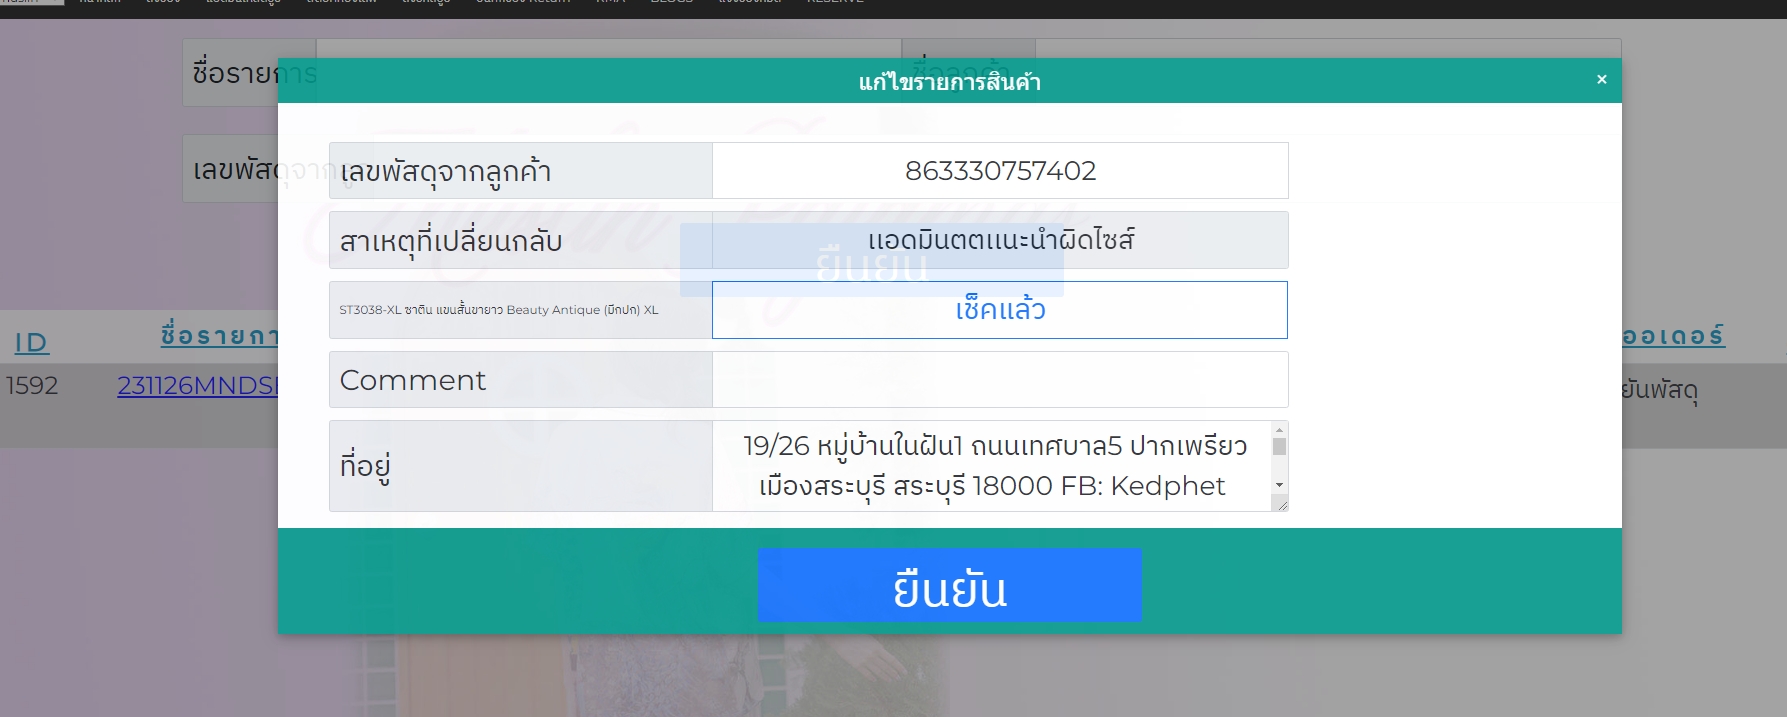 RMA BLOGS RESERVE
ชื่อรายการ
ชื่อลูกค้า
แก้ไขรายการสินค้า
×
เลขพัสดุจากลูกค้า 863330757402
สาเหตุที่เปลี่ยนกลับ แอดมินตตแนะนำผิดไซส์
ยืนยัน
ST3038-XL ซาติน แขนสั้นขายาว Beauty Antique (มีกปก) XL เช็คแล้ว
ID ชื่อรายกา ออเดอร์
Comment
1592 231126MNDS ยันพัสดุ
ที่อยู่ 19/26 หมู่บ้านในฝัน1 ถนนเทศบาล5 ปากเพรียว
เมืองสระบุรี สระบุรี 18000 FB: Kedphet
ยืนยัน